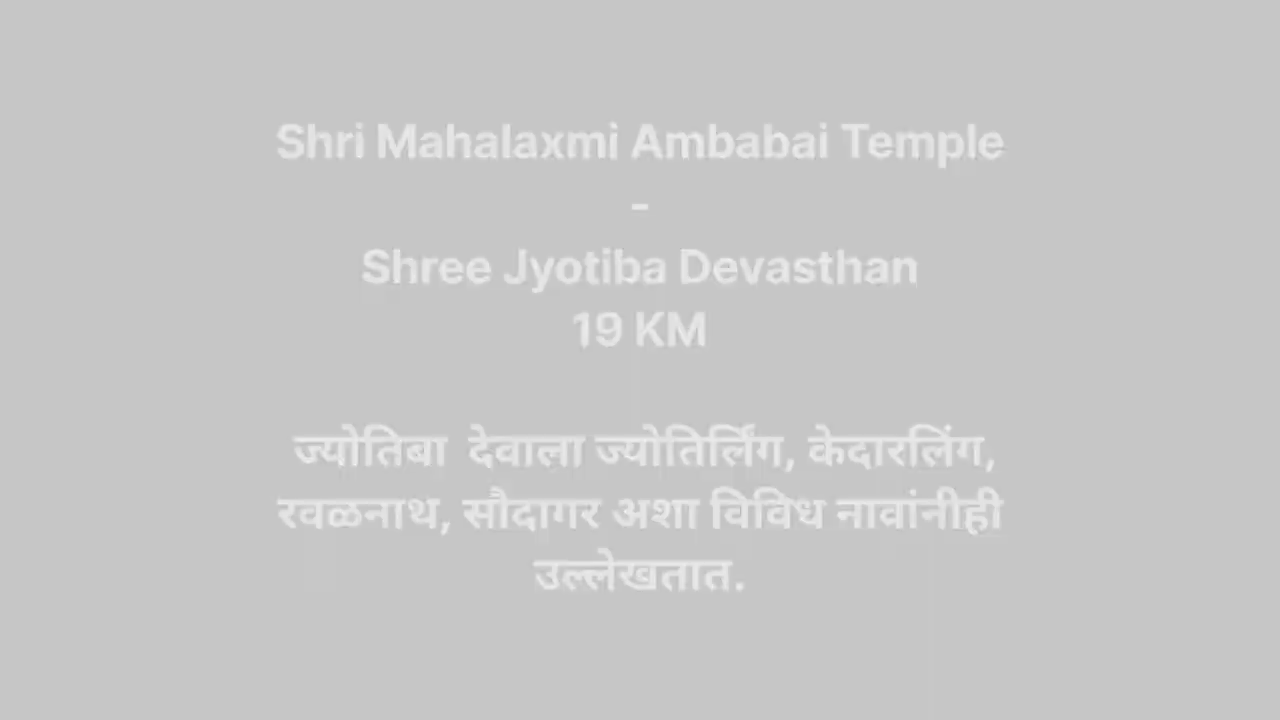 Shri Mahalaxmi Ambabai Temple
-
Shree Jyotiba Devasthan
19 KM
ज्योतिबा देवाला ज्योतिर्लिंग, केदारलिंग,
रवळनाथ, सौदागर अशा विविध नावांनीही
उल्लेखतात.